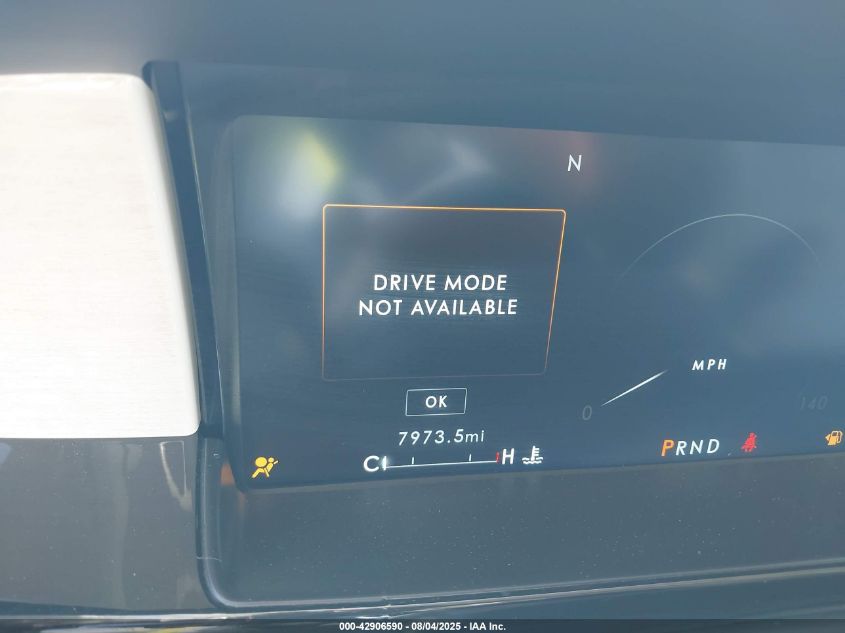 N
DRIVE MODE
NOT AVAILABLE
MPH
OK
0
140
7973.5mi
PRND
C H
000-42906590 - 08/04/2025 - IAA Inc.